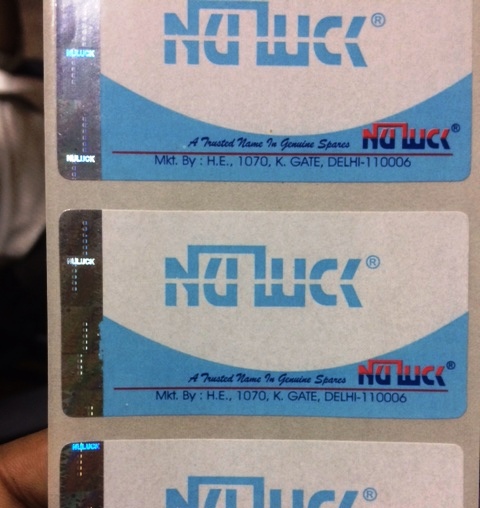 NULUCK®
NULUCK
A Trusted Name In Genuine Spares NULUCK®
Mkt. By : H.E., 1070, K. GATE, DELHI-110006
NULUCK
NULUCK®
NULUCK
A Trusted Name In Genuine Spares NULUCK®
Mkt. By : H.E., 1070, K. GATE, DELHI-110006
NULUCK
NULUCK®